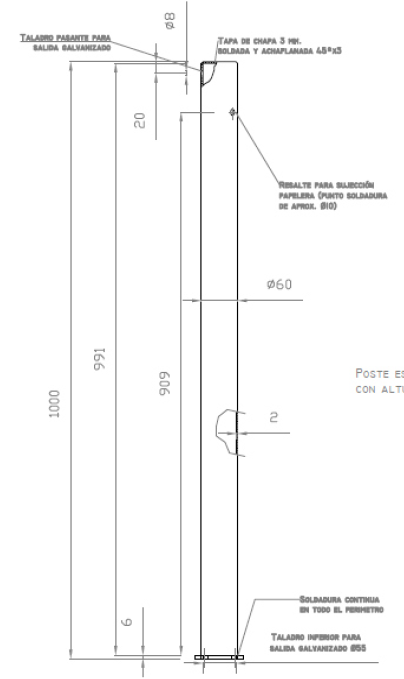 ø8
TALADRO PASANTE PARA
SALIDA GALVANIZADO
TAPA DE CHAPA 3 MM.
SOLDADA Y ACHAFLANADA 45ºX3
20
RESALTE PARA SUJECCIÓN
PAPELERA (PUNTO SOLDADURA
DE APROX. Ø10)
ø60
991
909
1000
POSTE ES
CON ALT
2
6
SOLDADURA CONTINUA
EN TODO EL PERIMETRO
TALADRO INFERIOR PARA
SALIDA GALVANIZADO Ø55